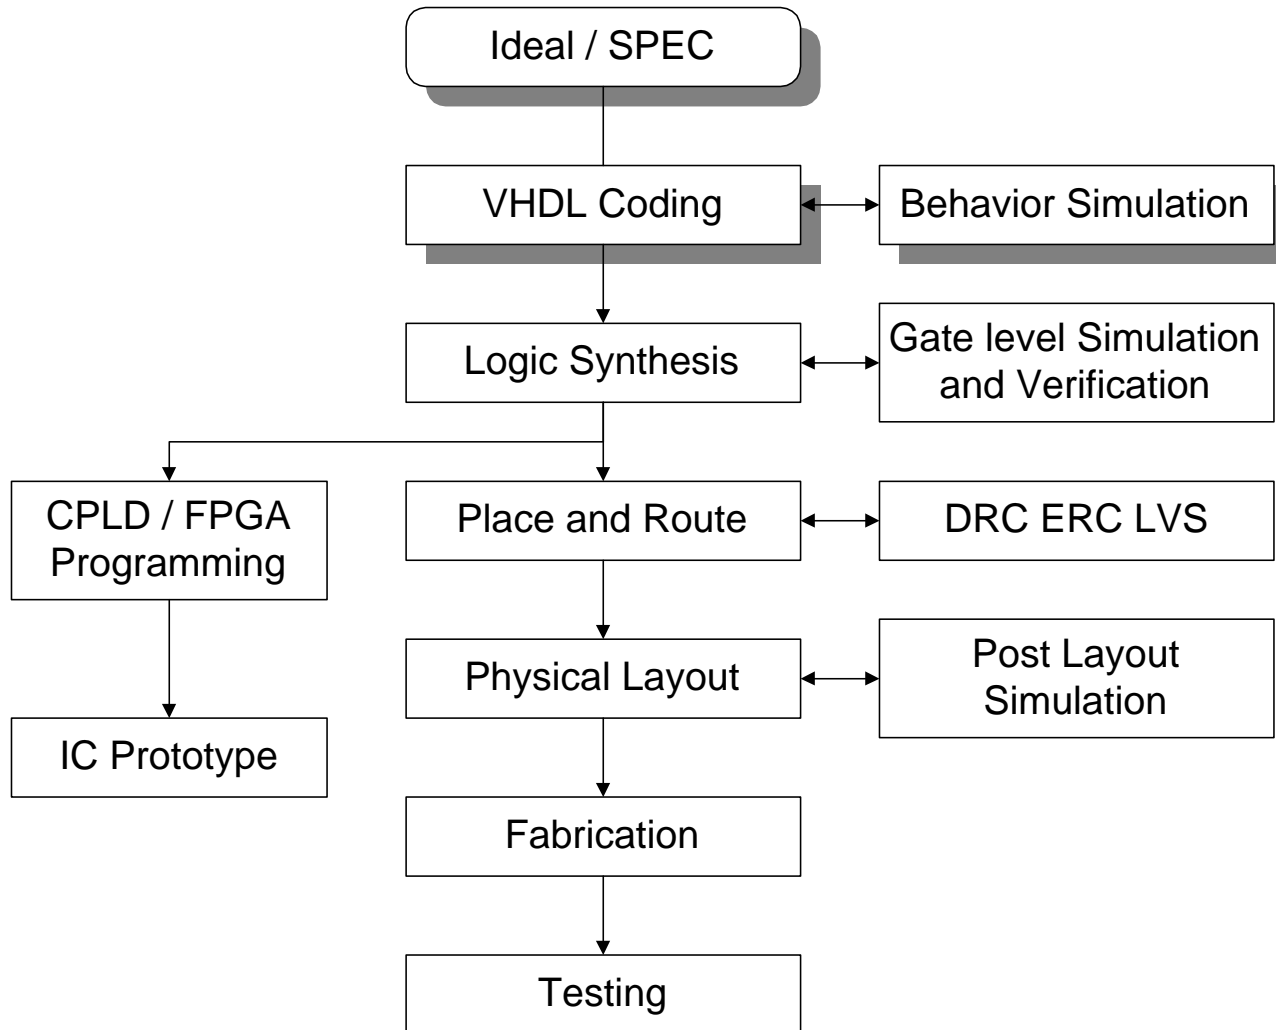 Ideal / SPEC
VHDL Coding
Behavior Simulation
Logic Synthesis
Gate level Simulation
and Verification
CPLD / FPGA
Programming
Place and Route
DRC ERC LVS
Physical Layout
Post Layout
Simulation
IC Prototype
Fabrication
Testing